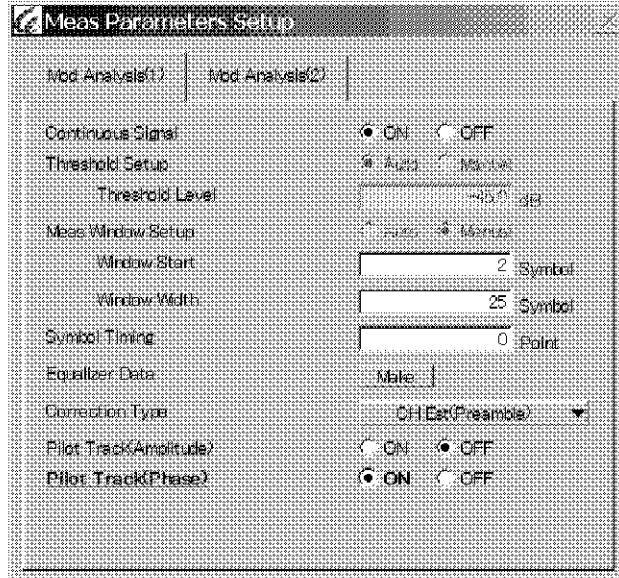 Meas Parameters Setup
Mod Analysis(1) Mod Analysis(2)
Continuous Signal ON OFF
Threshold Setup Auto Manual
Threshold Level -45.0 dB
Meas Window Setup Auto Manual
Window Start 2 Symbol
Window Width 25 Symbol
Symbol Timing 0 Point
Equalizer Data Make
Correction Type CH Est(Preamble)
Pilot Track(Amplitude) ON OFF
Pilot Track(Phase) ON OFF